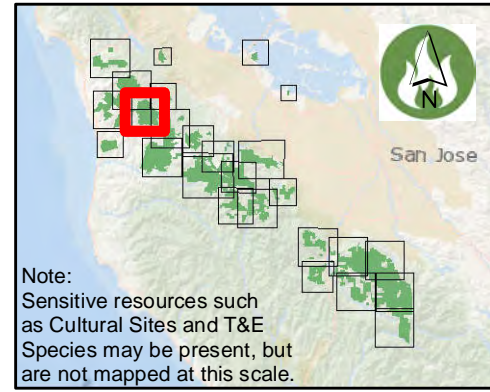 N
San Jose
Note:
Sensitive resources such
as Cultural Sites and T&E
Species may be present, but
are not mapped at this scale.